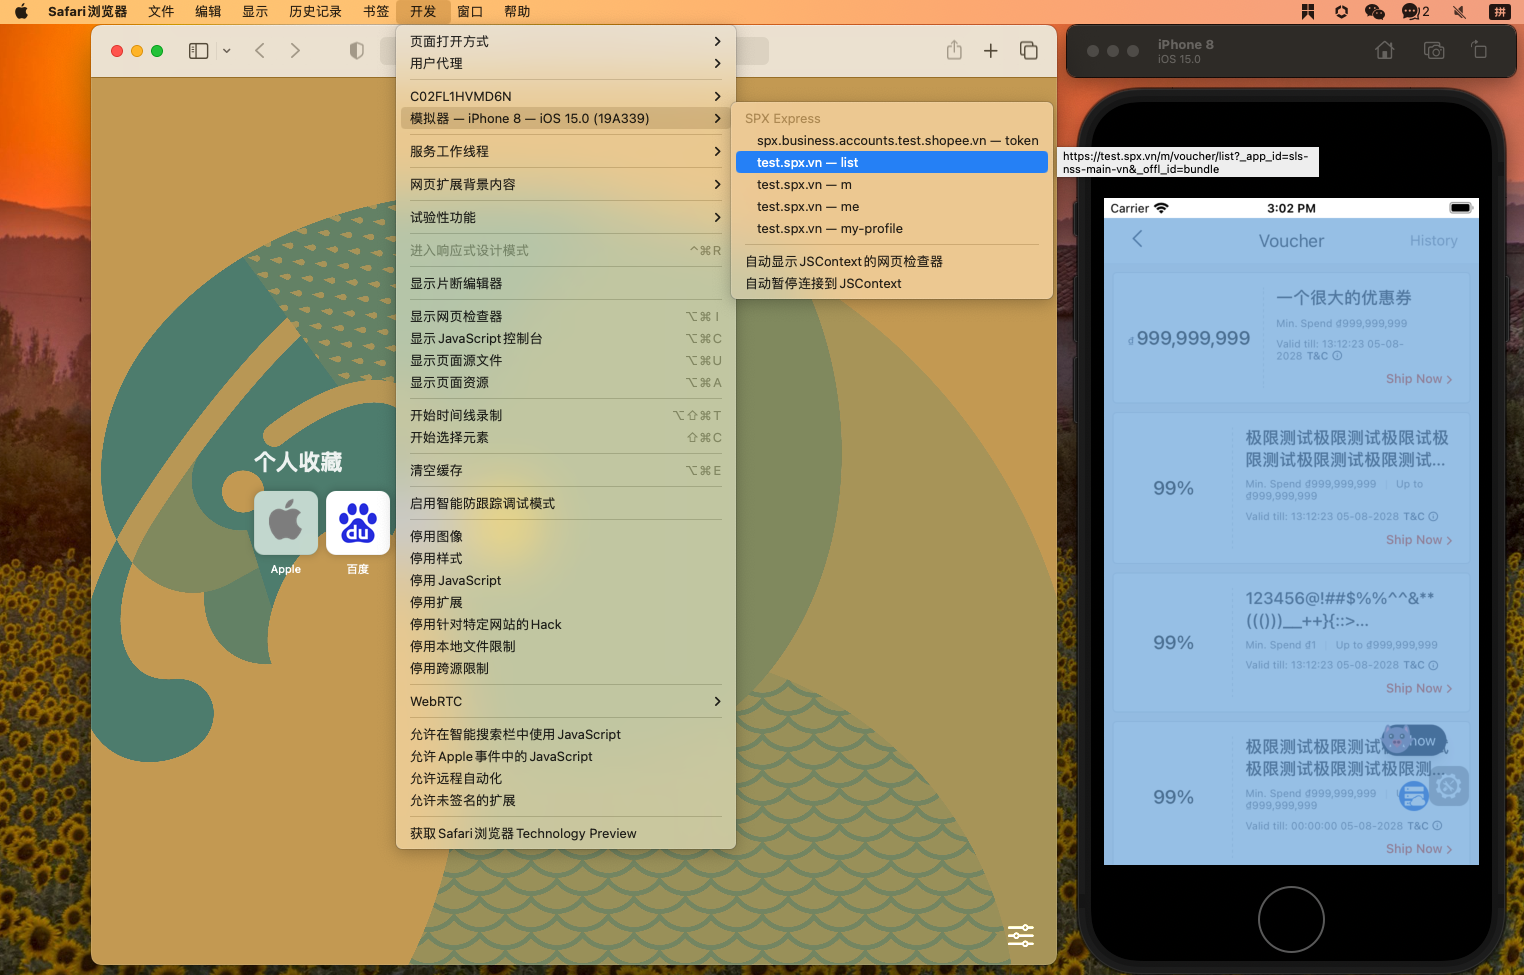 Safari浏览器 文件 编辑 显示 历史记录 书签 开发 窗口 帮助
2
拼
页面打开方式
用户代理
C02FL1HVMD6N
模拟器 — iPhone 8 — iOS 15.0 (19A339)
服务工作线程
网页扩展背景内容
试验性功能
进入响应式设计模式 ^⌘R
显示片断编辑器
显示网页检查器 ⌥⌘I
显示JavaScript控制台 ⌥⌘C
显示页面源文件 ⌥⌘U
显示页面资源 ⌥⌘A
开始时间线录制 ⌥⇧⌘T
开始选择元素 ⇧⌘C
清空缓存 ⌥⌘E
启用智能防跟踪调试模式
停用图像
停用样式
停用JavaScript
停用扩展
停用针对特定网站的Hack
停用本地文件限制
停用跨源限制
WebRTC
允许在智能搜索栏中使用JavaScript
允许Apple事件中的JavaScript
允许远程自动化
允许未签名的扩展
获取Safari浏览器Technology Preview
SPX Express
spx.business.accounts.test.shopee.vn — token
test.spx.vn — list
test.spx.vn — m
test.spx.vn — me
test.spx.vn — my-profile
自动显示JSContext的网页检查器
自动暂停连接到JSContext
https://test.spx.vn/m/voucher/list?_app_id=sls-
nss-main-vn&_offl_id=bundle
个人收藏
Apple
du
百度
iPhone 8
iOS 15.0
Carrier 3:02 PM
Voucher History
₫999,999,999
一个很大的优惠券
Min. Spend ₫999,999,999
Valid till: 13:12:23 05-08-
2028 T&C
Ship Now >
99%
极限测试极限测试极限试极
限测试极限测试极限测试...
Min. Spend ₫999,999,999 Up to
₫999,999,999
Valid till: 13:12:23 05-08-2028 T&C
Ship Now >
99%
123456@!##$%%^^&**
((()))__++}{::>...
Min. Spend ₫1 Up to ₫999,999,999
Valid till: 13:12:23 05-08-2028 T&C
Ship Now >
99%
极限测试极限测试
极限测试极限测试极限测...
Min. Spend ₫999,999,999
₫999,999,999
Valid till: 00:00:00 05-08-2028 T&C
Ship Now >